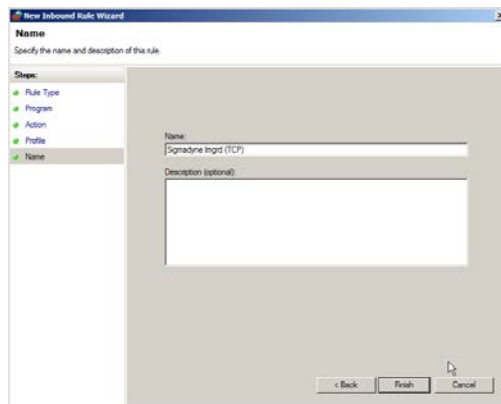 New Inbound Rule Wizard
Name
Specify the name and description of this rule.
Steps:
Rule Type
Program
Action
Profile
Name
Name:
Sigmadyne lmgrd (TCP)
Description (optional):
< Back
Finish
Cancel